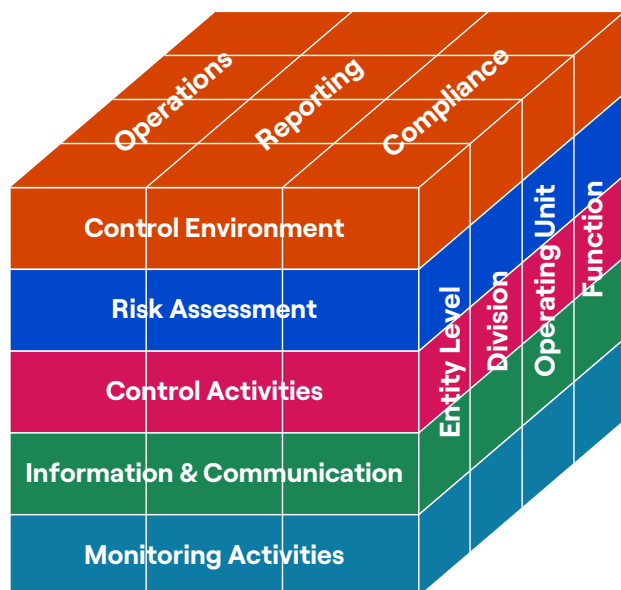 Operations
Reporting
Compliance
Control Environment
Risk Assessment
Control Activities
Information & Communication
Monitoring Activities
Entity Level
Division
Operating Unit
Function